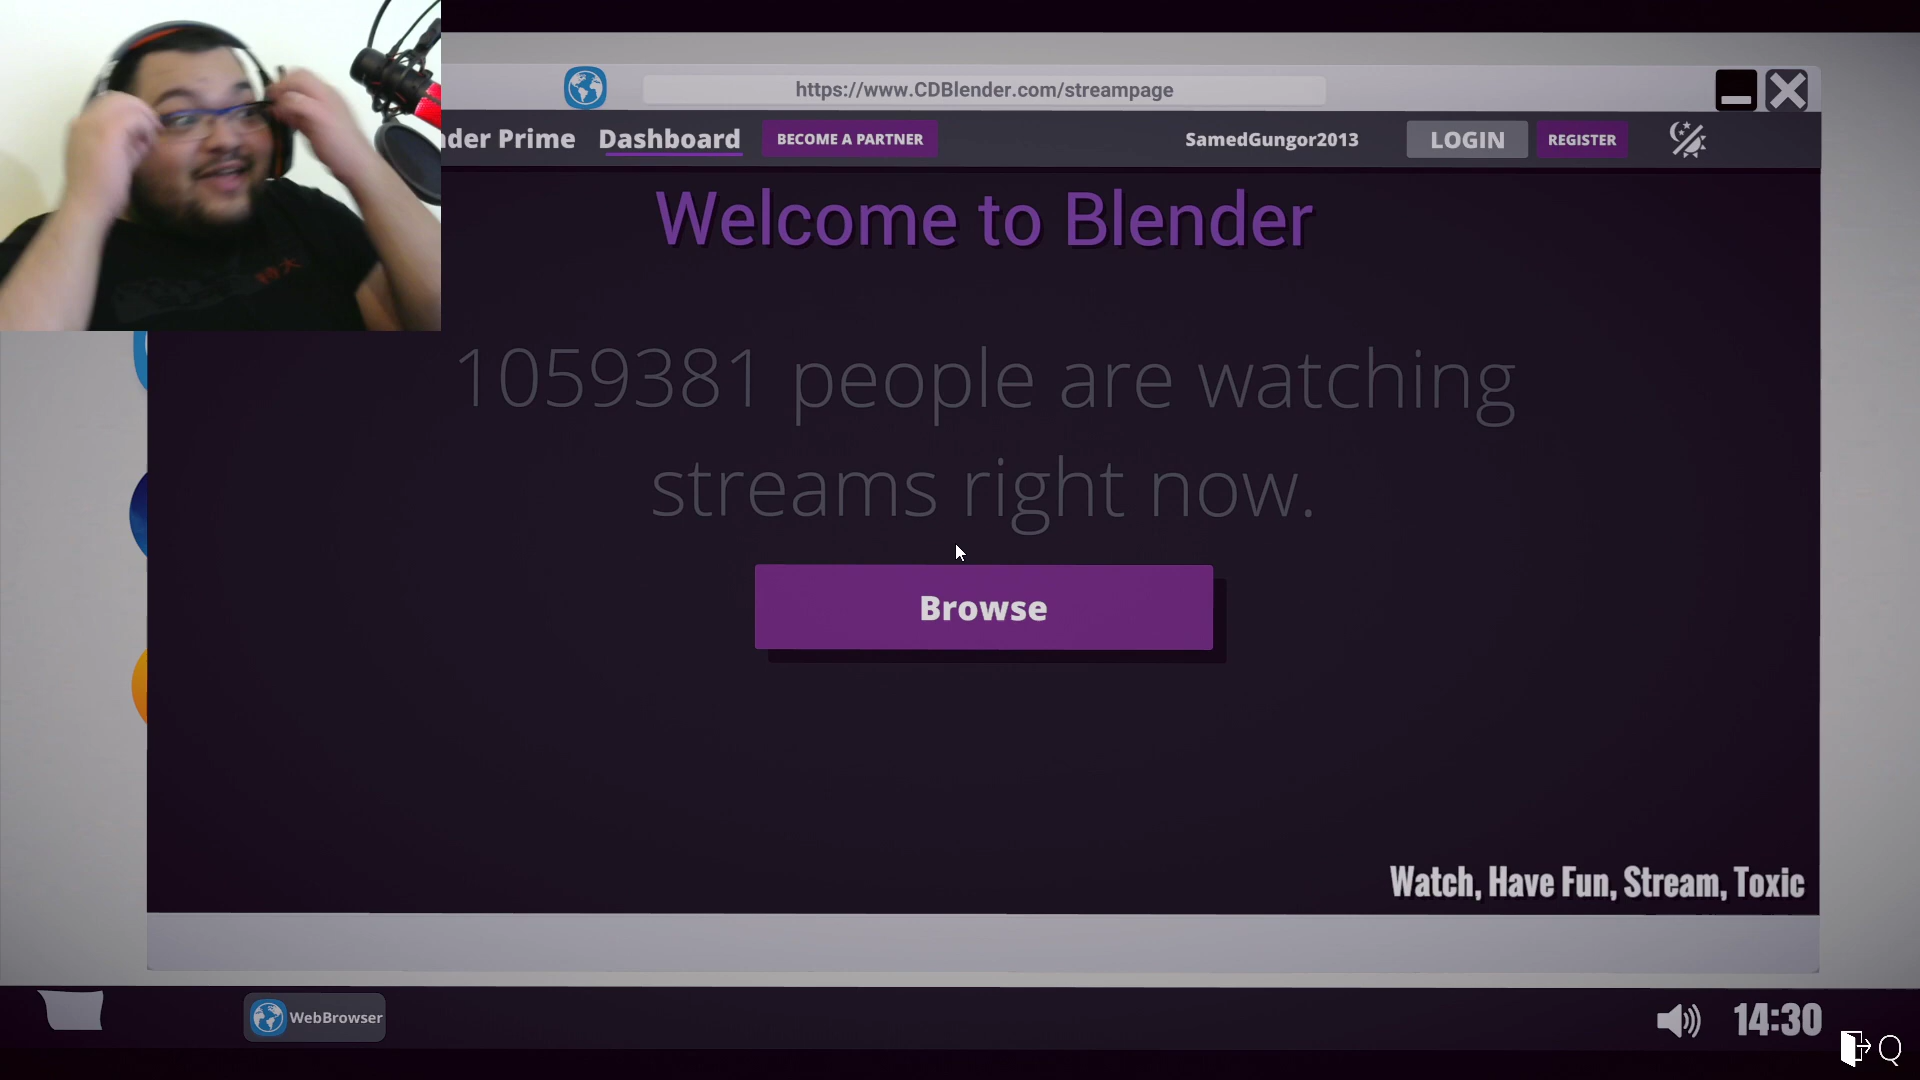 https://www.CDBlender.com/streampage
der Prime Dashboard BECOME A PARTNER SamedGungor2013 LOGIN REGISTER
Welcome to Blender
1059381 people are watching
streams right now.
Browse
Watch, Have Fun, Stream, Toxic
WebBrowser 14:30
Q